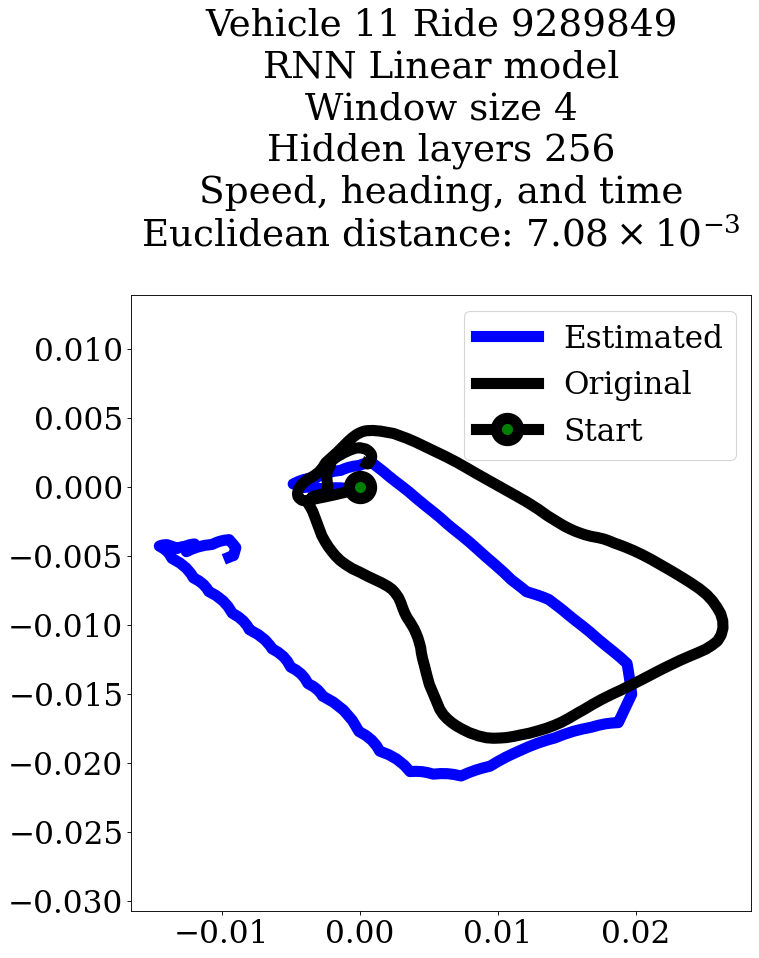 Vehicle 11 Ride 9289849
RNN Linear model
Window size 4
Hidden layers 256
Speed, heading, and time
Euclidean distance: 7.08 × 10⁻³
Estimated
Original
Start
0.010
0.005
0.000
−0.005
−0.010
−0.015
−0.020
−0.025
−0.030
−0.01 0.00 0.01 0.02